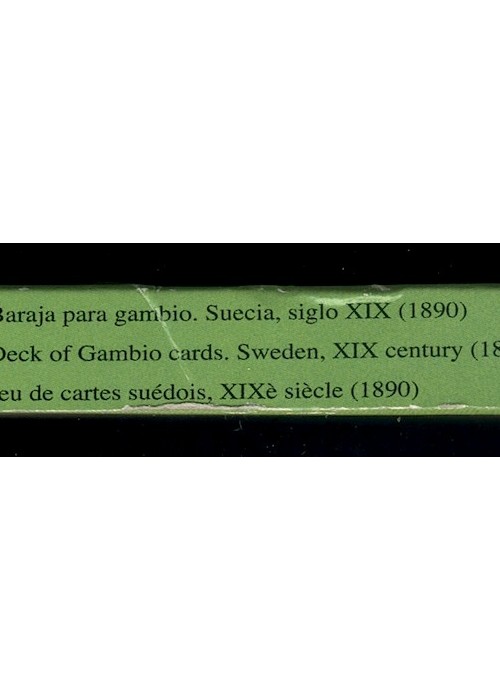 Baraja para gambio. Suecia, siglo XIX (1890)
Deck of Gambio cards. Sweden, XIX century (18
eu de cartes suédois, XIXè siècle (1890)